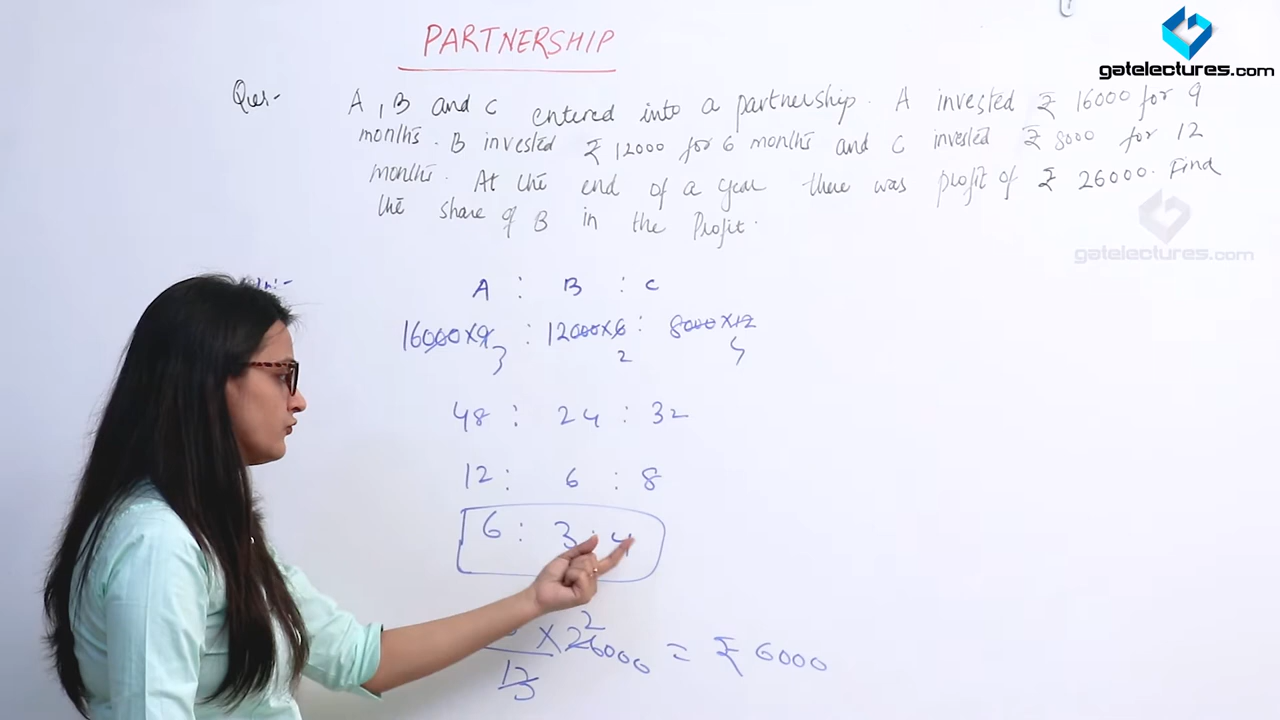 PARTNERSHIP
gatelectures.com
Ques-
A, B and C entered into a partnership. A invested ₹ 16000 for 9
months. B invested ₹ 12000 for 6 months and C invested ₹ 8000 for 12
months. At the end of a year there was profit of ₹ 26000. Find
the share of B in the Profit.
gatelectures.com
A : B : C
16000×9 : 12000×6 : 8000×12
3 2 4
48 : 24 : 32
12 : 6 : 8
6 : 3 : 4
2
× 26000 = ₹ 6000
13